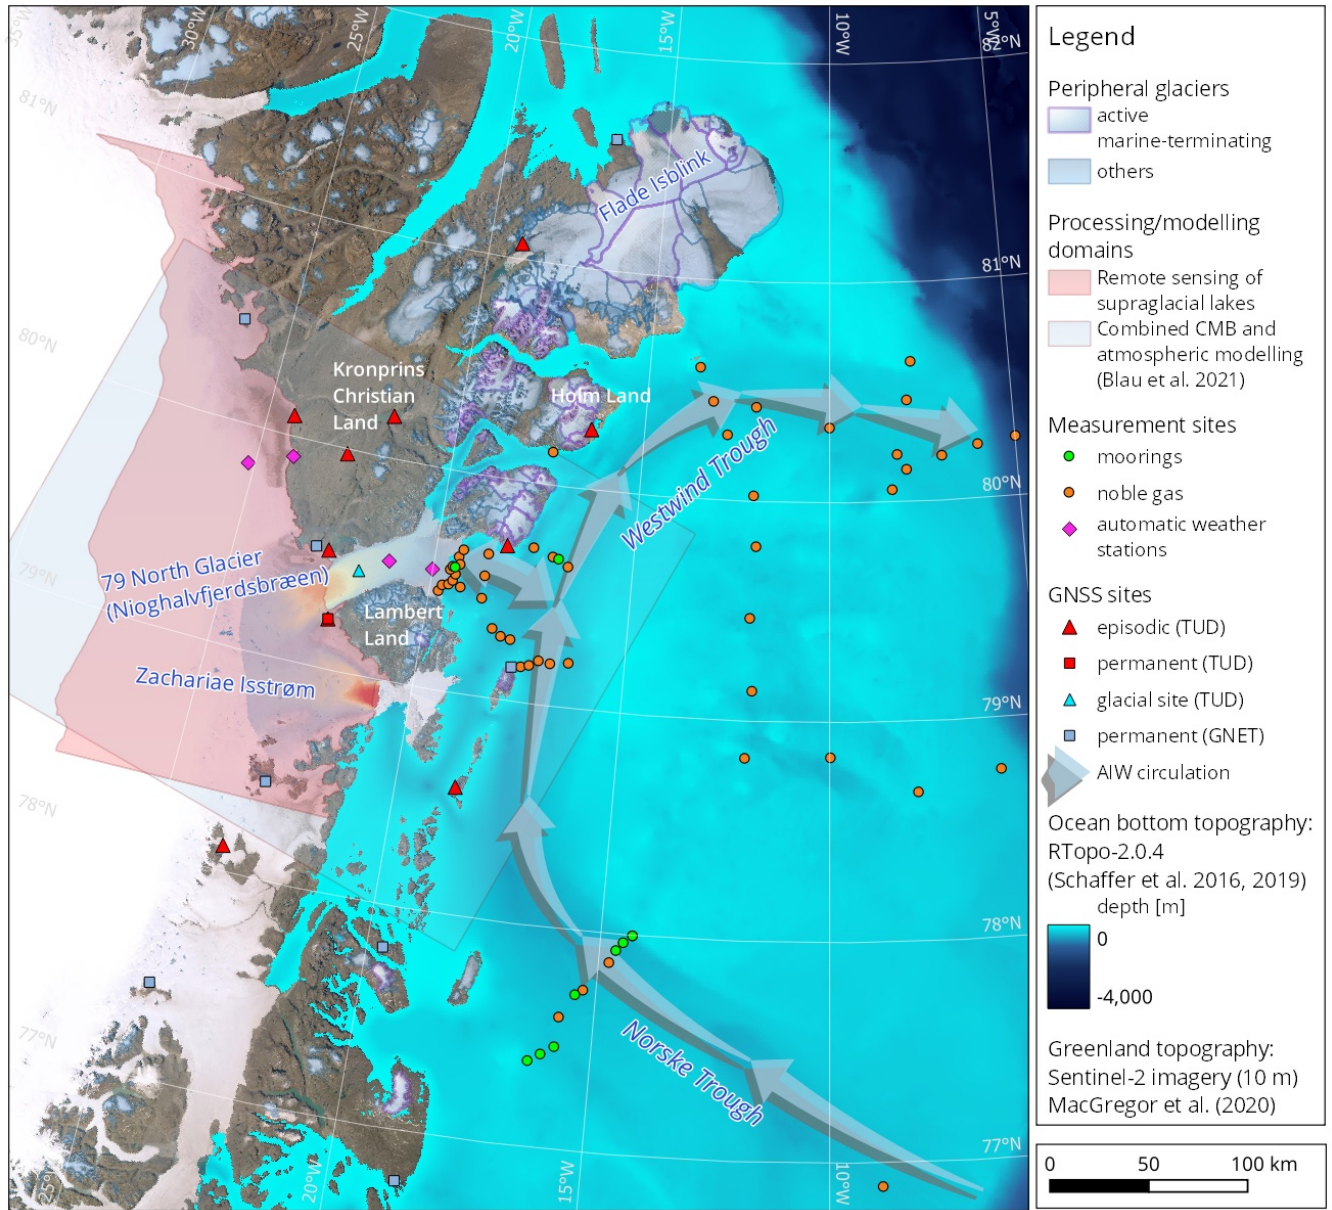 35°W
30°W
25°W
20°W
15°W
10°W
5°W
82°N
81°N
Flade Isblink
81°N
80°N
Kronprins
Christian
Land
Holm Land
Westwind Trough
80°N
79 North Glacier
(Nioghalvfjerdsbræen)
79°N
Lambert
Land
Zachariae Isstrøm
79°N
78°N
78°N
Norske Trough
77°N
77°N
25°W
20°W
15°W
10°W
Legend
Peripheral glaciers
active
marine-terminating
others
Processing/modelling
domains
Remote sensing of
supraglacial lakes
Combined CMB and
atmospheric modelling
(Blau et al. 2021)
Measurement sites
moorings
noble gas
automatic weather
stations
GNSS sites
episodic (TUD)
permanent (TUD)
glacial site (TUD)
permanent (GNET)
AIW circulation
Ocean bottom topography:
RTopo-2.0.4
(Schaffer et al. 2016, 2019)
depth [m]
0
-4,000
Greenland topography:
Sentinel-2 imagery (10 m)
MacGregor et al. (2020)
0 50 100 km